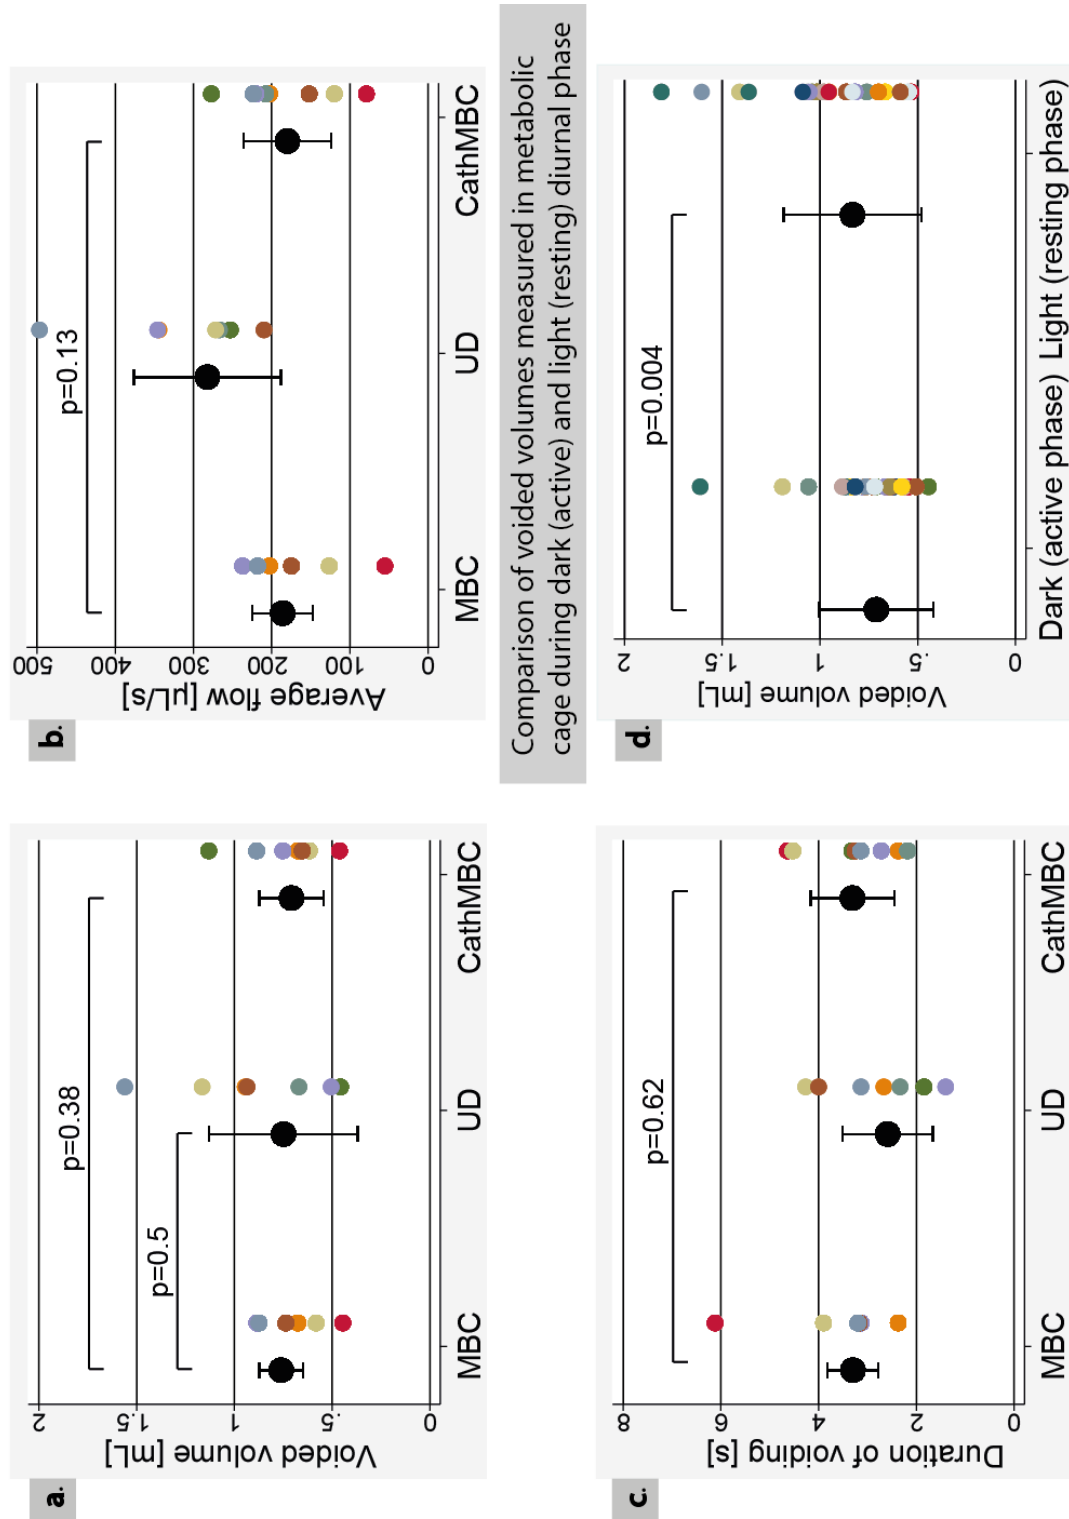 a.
Voided volume [mL]
2
1.5
1
.5
0
p=0.38
p=0.5
MBC
UD
CathMBC
b.
Average flow [µL/s]
500
400
300
200
100
0
p=0.13
MBC
UD
CathMBC
c.
Duration of voiding [s]
8
6
4
2
0
p=0.62
MBC
UD
CathMBC
Comparison of voided volumes measured in metabolic
cage during dark (active) and light (resting) diurnal phase
d.
Voided volume [mL]
2
1.5
1
.5
0
p=0.004
Dark (active phase)
Light (resting phase)